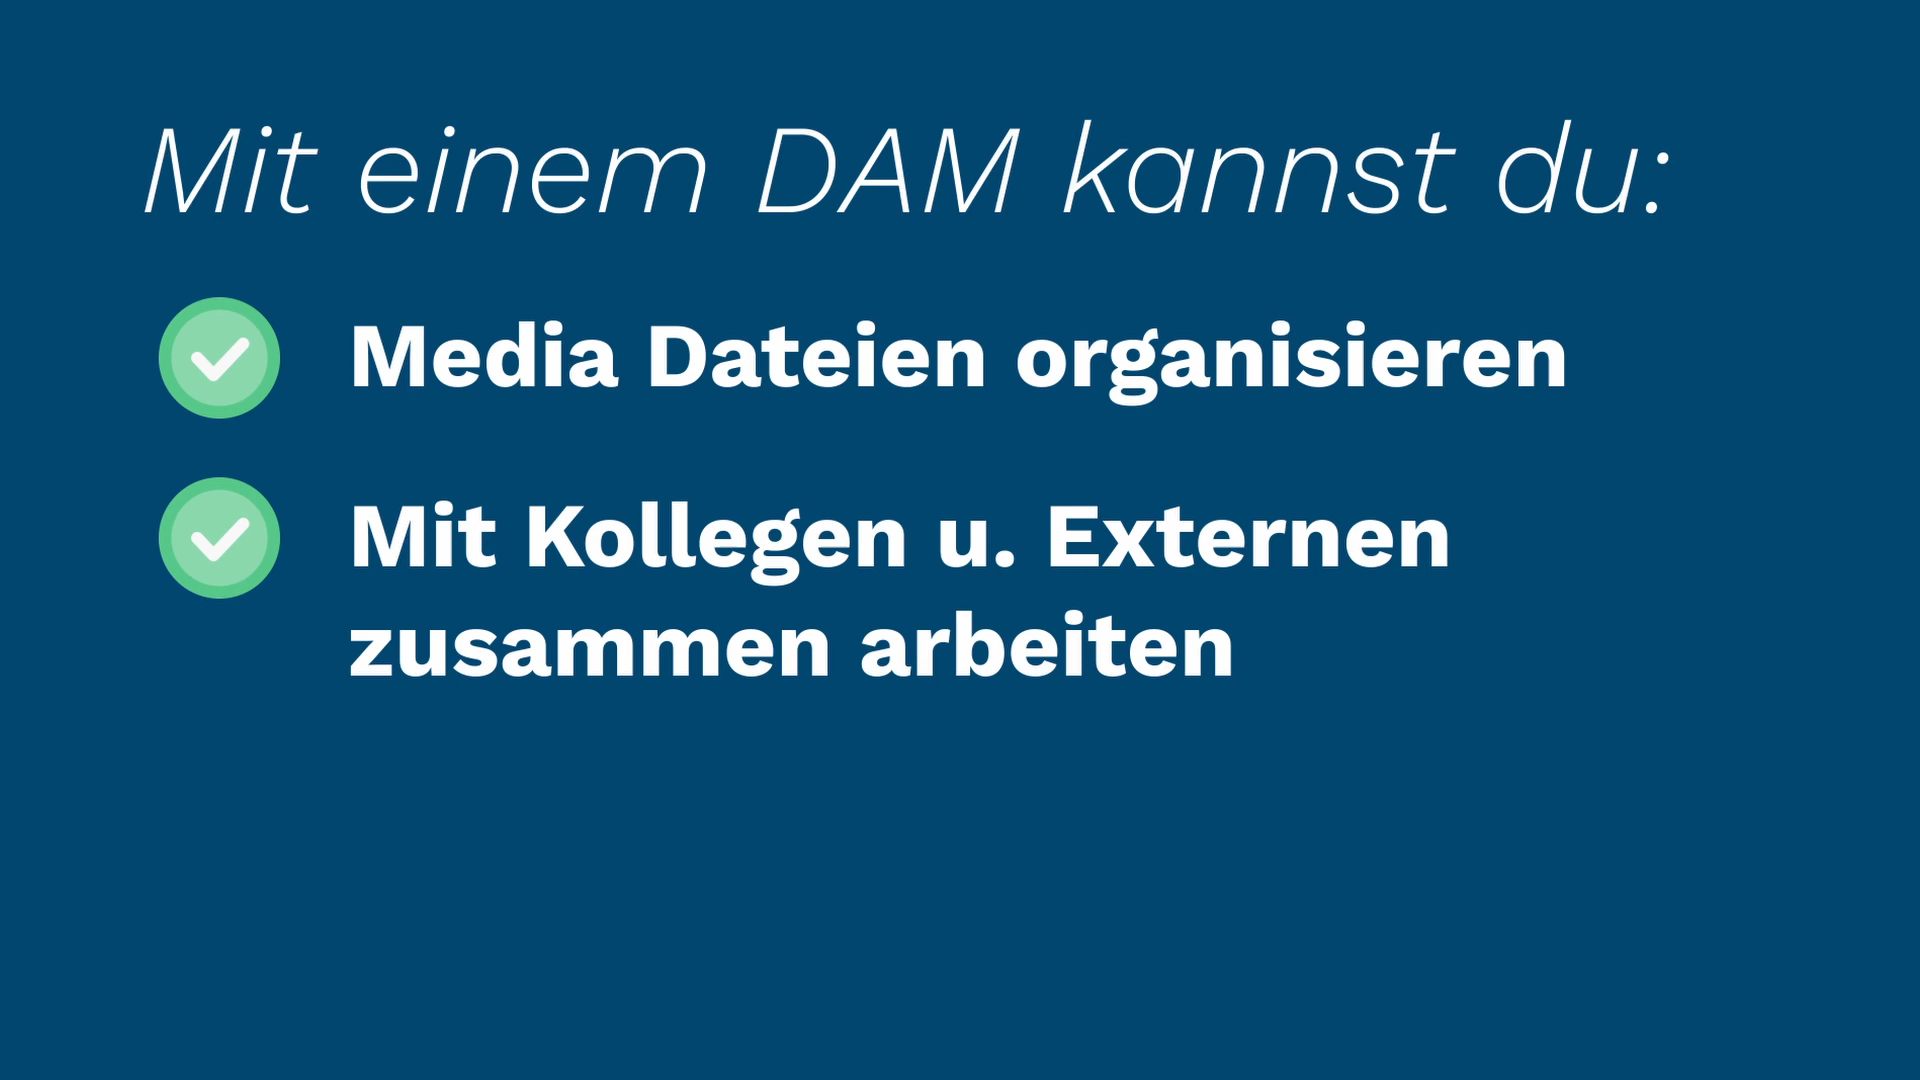 Mit einem DAM kannst du:
Media Dateien organisieren
Mit Kollegen u. Externen
zusammen arbeiten